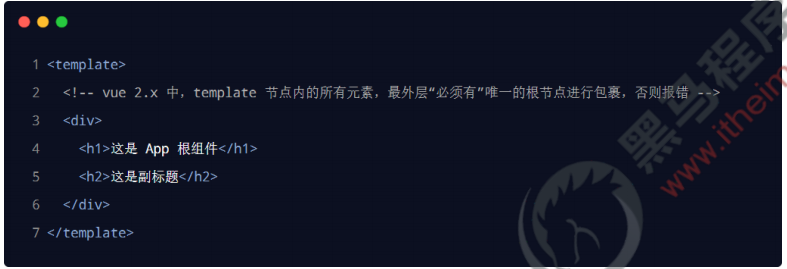 1 <template>
2 <!-- vue 2.x 中，template 节点内的所有元素，最外层“必须有”唯一的根节点进行包裹，否则报错 -->
3 <div>
4 <h1>这是 App 根组件</h1>
5 <h2>这是副标题</h2>
6 </div>
7 </template>
黑马程序
www.itheim